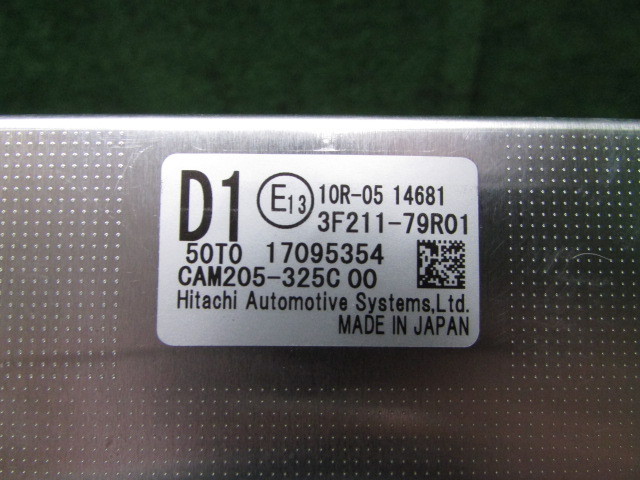 D1 E13 10R-05 14681
3F211-79R01
50T0 17095354
CAM205-325C 00
Hitachi Automotive Systems,Ltd.
MADE IN JAPAN